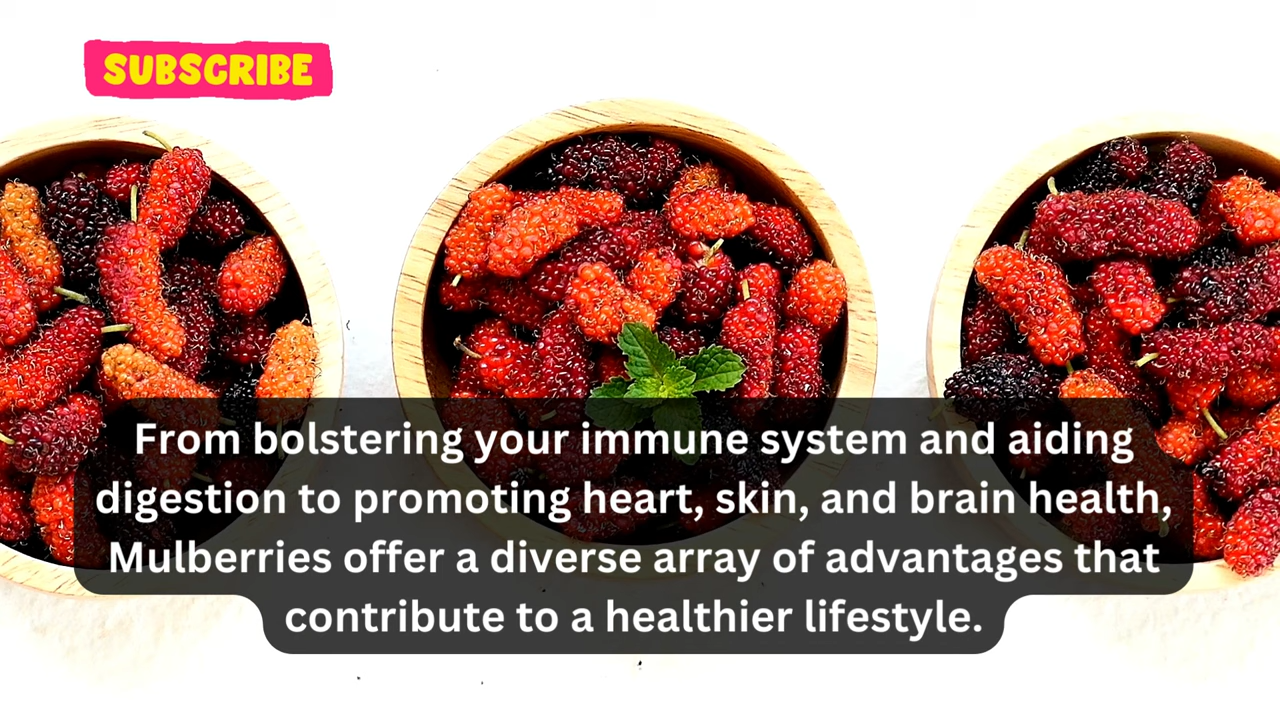 SUBSCRIBE
From bolstering your immune system and aiding
digestion to promoting heart, skin, and brain health,
Mulberries offer a diverse array of advantages that
contribute to a healthier lifestyle.